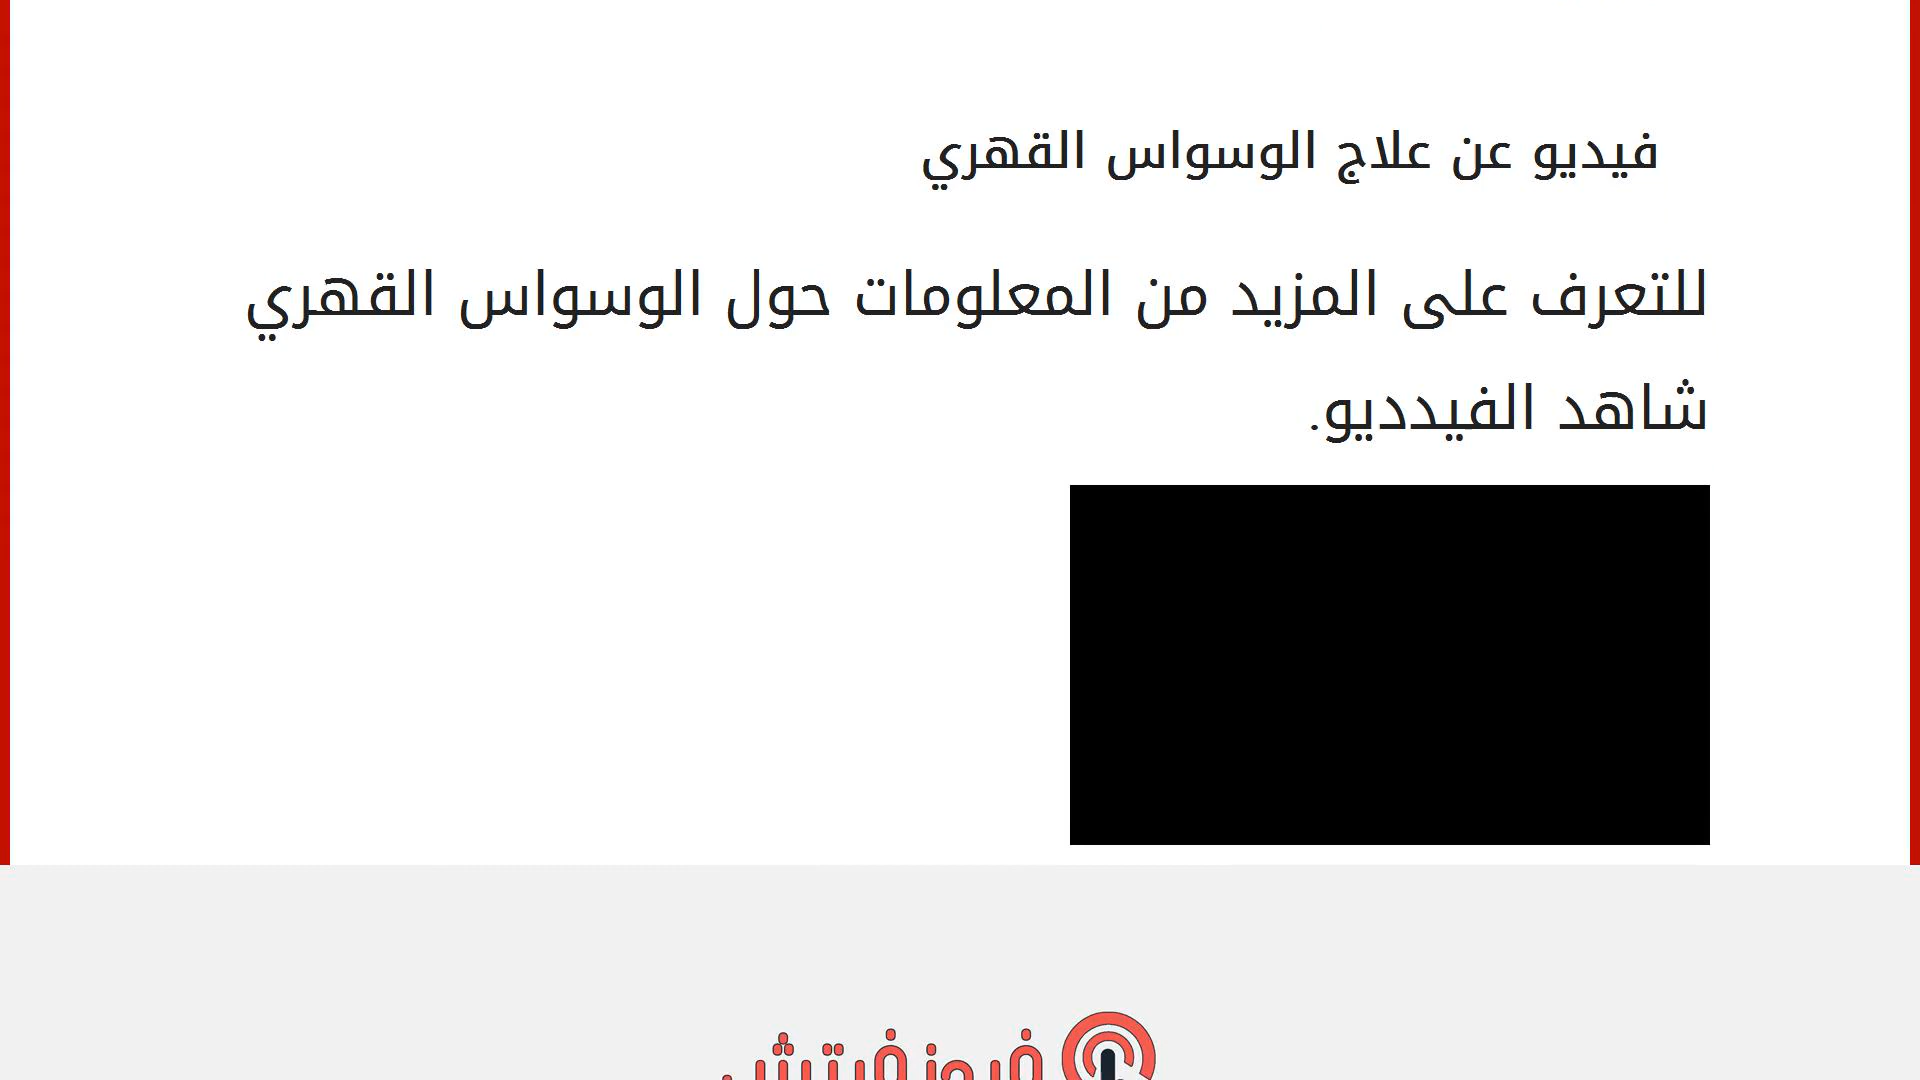 فيديو عن علاج الوسواس القهري
للتعرف على المزيد من المعلومات حول الوسواس القهري
شاهد الفيدديو.